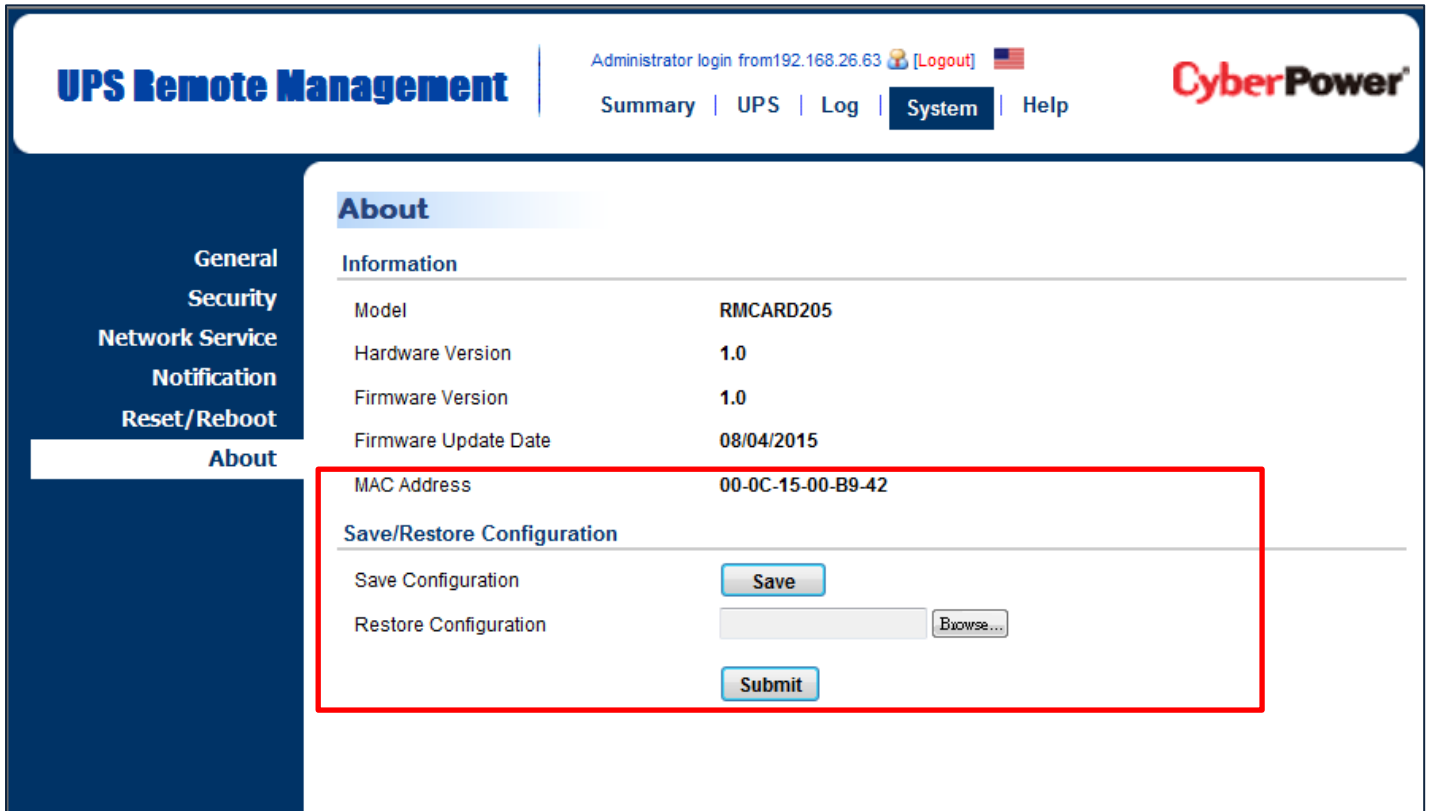 UPS Remote Management
Administrator login from192.168.26.63 [Logout]
Summary | UPS | Log | System | Help
CyberPower
General
Security
Network Service
Notification
Reset/Reboot
About
About
Information
Model RMCARD205
Hardware Version 1.0
Firmware Version 1.0
Firmware Update Date 08/04/2015
MAC Address 00-0C-15-00-B9-42
Save/Restore Configuration
Save Configuration Save
Restore Configuration Browse...
Submit